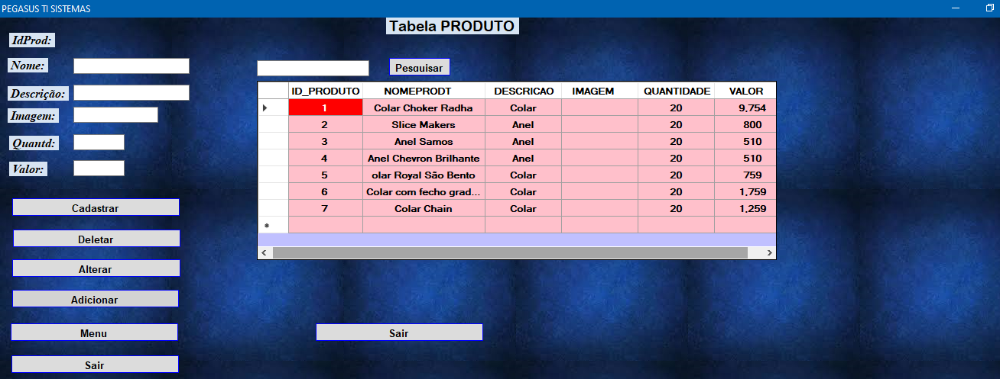 PEGASUS TI SISTEMAS
Tabela PRODUTO
IdProd:
Nome:
Descrição:
Imagem:
Quantd:
Valor:
Cadastrar
Deletar
Alterar
Adicionar
Menu
Sair
Pesquisar
ID_PRODUTO NOMEPRODT DESCRICAO IMAGEM QUANTIDADE VALOR
1 Colar Choker Radha Colar 20 9,754
2 Slice Makers Anel 20 800
3 Anel Samos Anel 20 510
4 Anel Chevron Brilhante Anel 20 510
5 olar Royal São Bento Colar 20 759
6 Colar com fecho grad... Colar 20 1,759
7 Colar Chain Colar 20 1,259
*
Sair